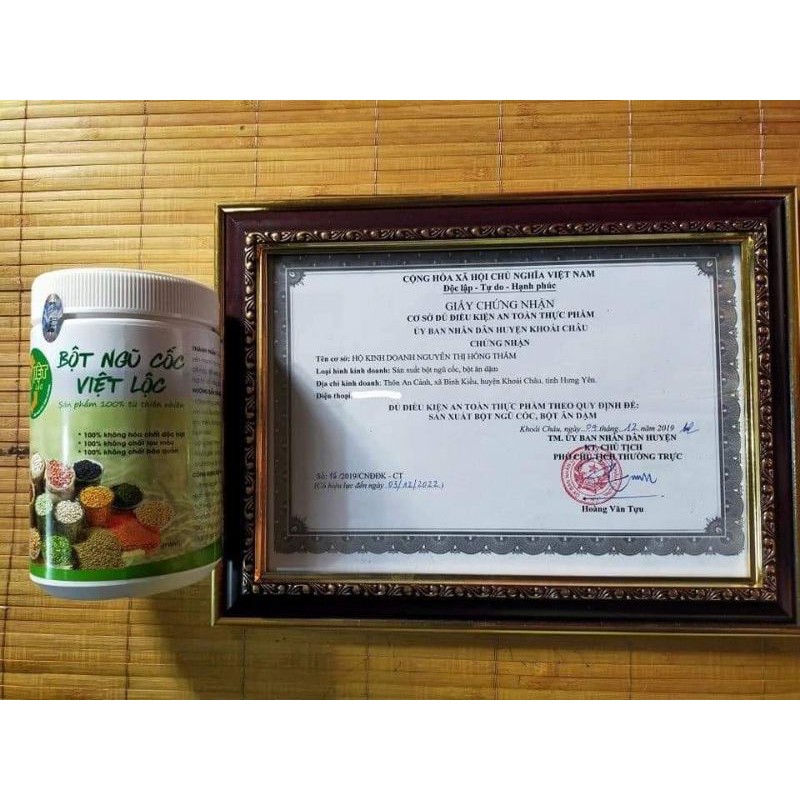 BỘT NGŨ CỐC
VIỆT LỘC
Sản phẩm 100% từ thiên nhiên
• 100% không hóa chất độc hại
• 100% không chất tạo màu
• 100% không chất bảo quản
CỘNG HÒA XÃ HỘI CHỦ NGHĨA VIỆT NAM
Độc lập - Tự do - Hạnh phúc
GIẤY CHỨNG NHẬN
CƠ SỞ ĐỦ ĐIỀU KIỆN AN TOÀN THỰC PHẨM
ỦY BAN NHÂN DÂN HUYỆN KHOÁI CHÂU
CHỨNG NHẬN
Tên cơ sở: HỘ KINH DOANH NGUYỄN THỊ HỒNG THẮM
Loại hình kinh doanh: Sản xuất bột ngũ cốc, bột ăn dặm
Địa chỉ kinh doanh: Thôn An Cảnh, xã Bình Kiều, huyện Khoái Châu, tỉnh Hưng Yên.
Điện thoại:
ĐỦ ĐIỀU KIỆN AN TOÀN THỰC PHẨM THEO QUY ĐỊNH ĐỂ:
SẢN XUẤT BỘT NGŨ CỐC, BỘT ĂN DẶM
Khoái Châu, ngày 03 tháng 12 năm 2019
TM. ỦY BAN NHÂN DÂN HUYỆN
KT. CHỦ TỊCH
PHÓ CHỦ TỊCH THƯỜNG TRỰC
Số: 16/2019/CNĐĐK - CT
(Có hiệu lực đến ngày 03/12/2022)
Hoàng Văn Tựu